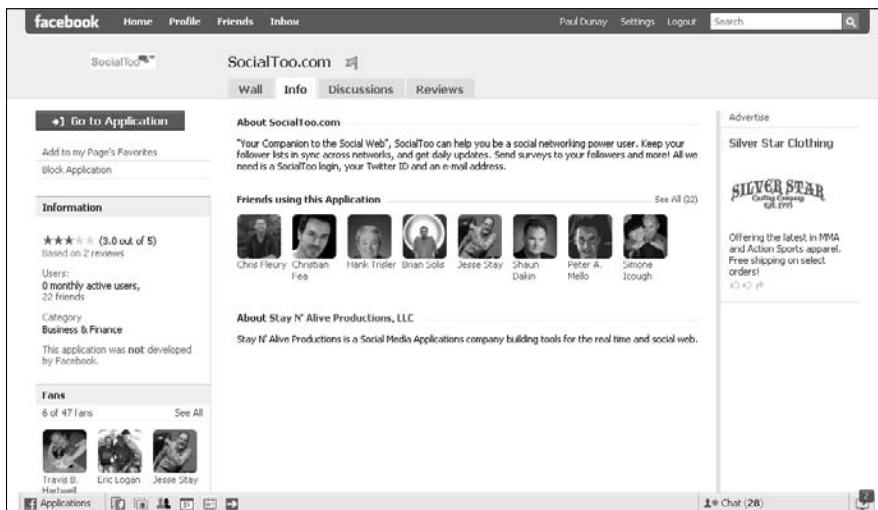 facebook Home Profile Friends Inbox Paul Dunay Settings Logout Search
SocialToo
SocialToo.com
Wall Info Discussions Reviews
Go to Application
Add to my Page's Favorites
Block Application
Information
(3.0 out of 5)
Based on 2 reviews
Users:
0 monthly active users,
22 friends
Category
Business & Finance
This application was not developed
by Facebook.
Fans
6 of 47 fans See All
Travis B.
Hartwell
Eric Logan
Jesse Stay
About SocialToo.com
"Your Companion to the Social Web", SocialToo can help you be a social networking power user. Keep your
follower lists in sync across networks, and get daily updates. Send surveys to your followers and more! All we
need is a SocialToo login, your Twitter ID and an e-mail address.
Friends using this Application See All (22)
Chris Fleury
Christian
Fea
Hank Trisler
Brian Solis
Jesse Stay
Shaun
Dakin
Peter A.
Mello
Simone
Icough
About Stay N' Alive Productions, LLC
Stay N' Alive Productions is a Social Media Applications company building tools for the real time and social web.
Advertise
Silver Star Clothing
SILVER STAR
Casting Company
Est. 1993
Offering the latest in MMA
and Action Sports apparel.
Free shipping on select
orders!
Applications 31 Chat (28) 2